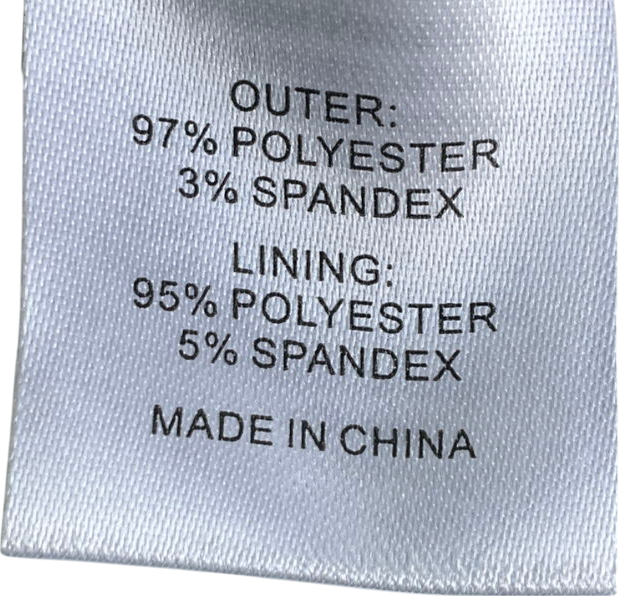 OUTER:
97% POLYESTER
3% SPANDEX
LINING:
95% POLYESTER
5% SPANDEX
MADE IN CHINA